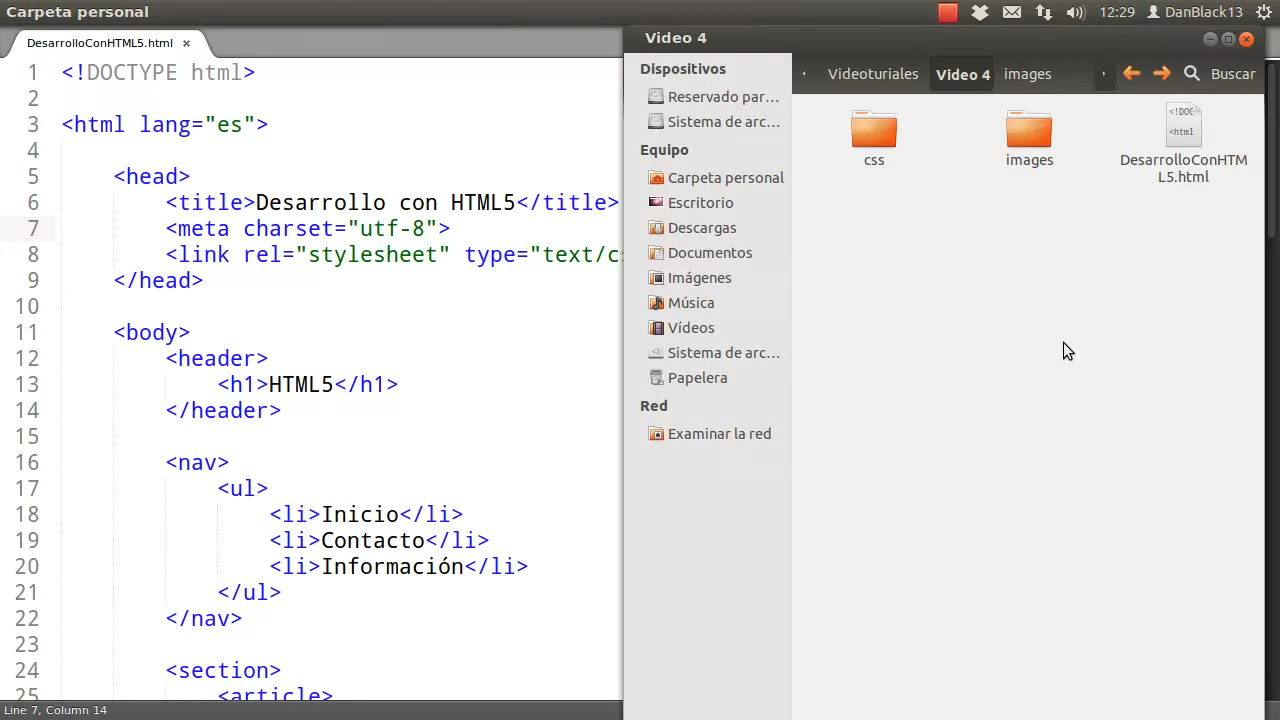 Carpeta personal
12:29 DanBlack13
DesarrolloConHTML5.html ×
1 <!DOCTYPE html>
2
3 <html lang="es">
4
5 <head>
6 <title>Desarrollo con HTML5</title>
7 <meta charset="utf-8">
8 <link rel="stylesheet" type="text/cs
9 </head>
10
11 <body>
12 <header>
13 <h1>HTML5</h1>
14 </header>
15
16 <nav>
17 <ul>
18 <li>Inicio</li>
19 <li>Contacto</li>
20 <li>Información</li>
21 </ul>
22 </nav>
23
24 <section>
25 <article>
Line 7, Column 14
Video 4
Dispositivos
Reservado par...
Sistema de arc...
Equipo
Carpeta personal
Escritorio
Descargas
Documentos
Imágenes
Música
Vídeos
Sistema de arc...
Papelera
Red
Examinar la red
Videoturiales Video 4 images Buscar
css
images
<!DOC
<html
DesarrolloConHTM
L5.html